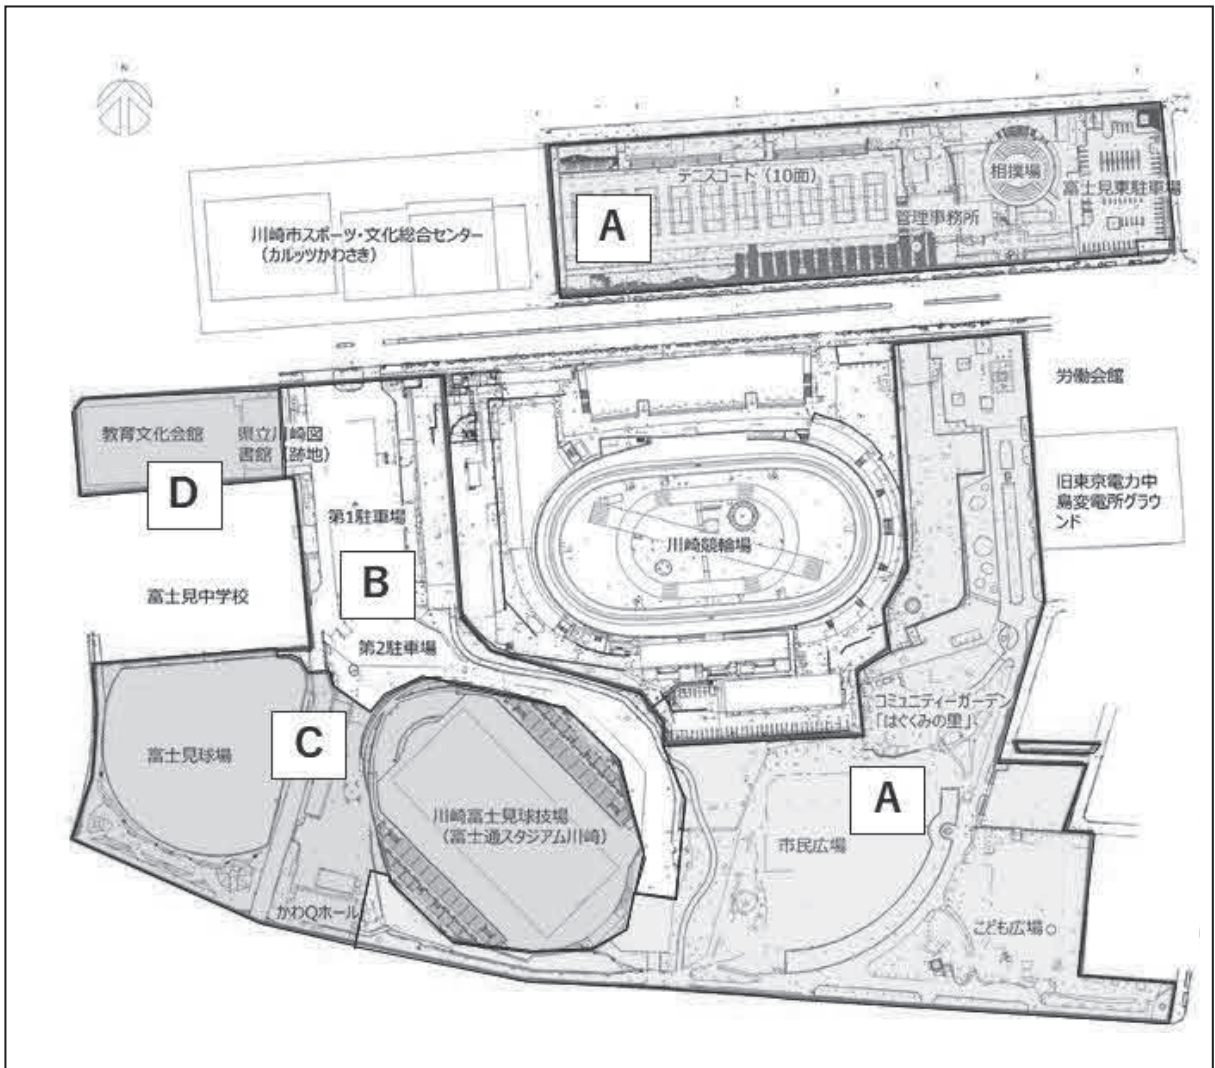 N
テニスコート（10面）
相撲場
富士見東駐車場
A
管理事務所
川崎市スポーツ・文化総合センター
（カルッツかわさき）
労働会館
教育文化会館
県立川崎図
書館（跡地）
D
旧東京電力中
島変電所グラウ
ンド
第1駐車場
川崎競輪場
B
富士見中学校
第2駐車場
コミュニティーガーデン
「はぐくみの里」
C
富士見球場
A
川崎富士見球技場
（富士通スタジアム川崎）
市民広場
かわQホール
こども広場